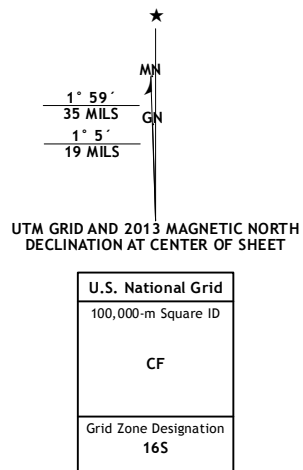 ★
MN
1° 59´
35 MILS
GN
1° 5´
19 MILS
UTM GRID AND 2013 MAGNETIC NORTH
DECLINATION AT CENTER OF SHEET
U.S. National Grid
100,000-m Square ID
CF
Grid Zone Designation
16S